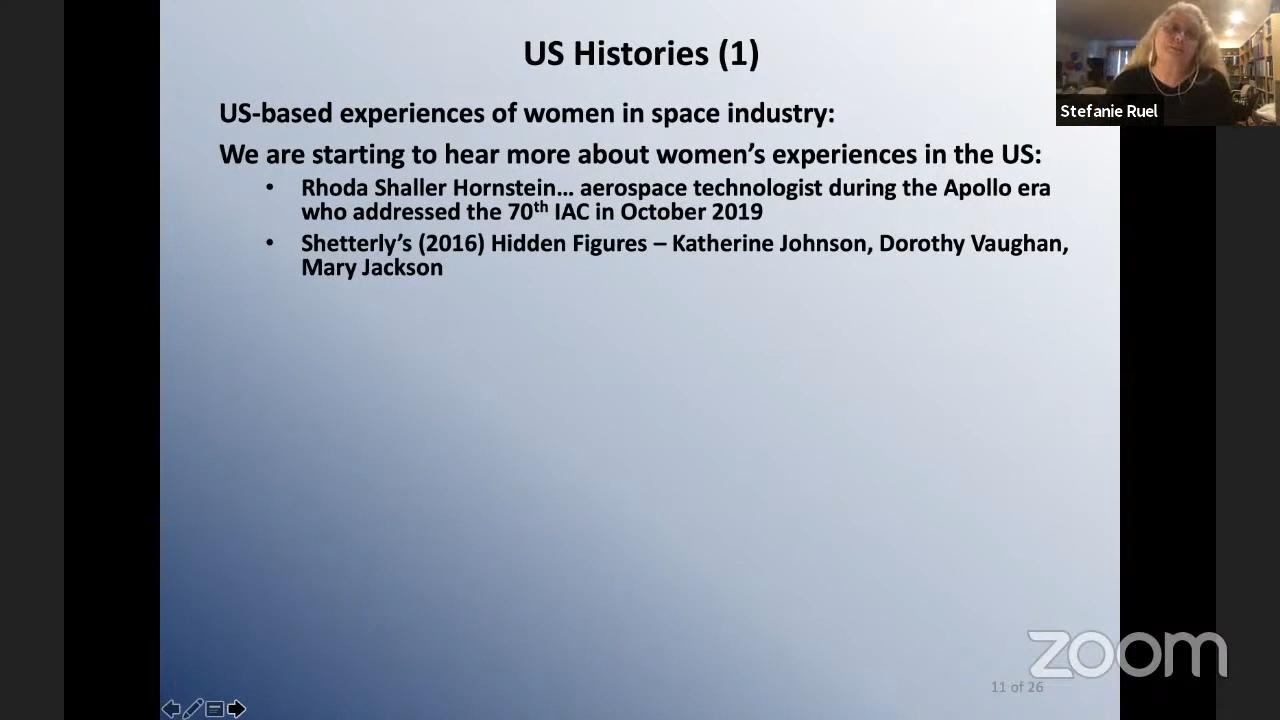 US Histories (1)
Stefanie Ruel
US-based experiences of women in space industry:
We are starting to hear more about women’s experiences in the US:
• Rhoda Shaller Hornstein… aerospace technologist during the Apollo era
who addressed the 70th IAC in October 2019
• Shetterly’s (2016) Hidden Figures – Katherine Johnson, Dorothy Vaughan,
Mary Jackson
zoom
11 of 26